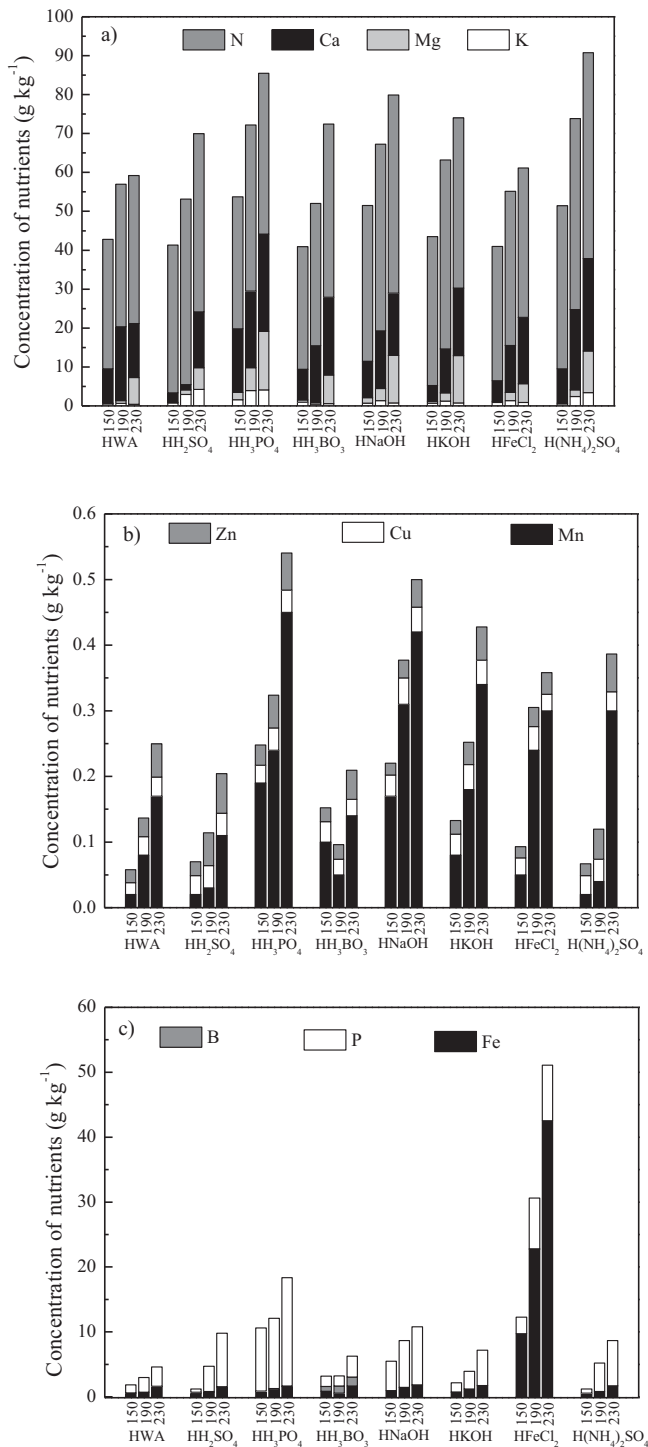 a)
N Ca Mg K
100
90
80
70
60
50
40
30
20
10
0
Concentration of nutrients (g kg⁻¹)
150 190 230 150 190 230 150 190 230 150 190 230 150 190 230 150 190 230 150 190 230 150 190 230
HWA HH₂SO₄ HH₃PO₄ HH₃BO₃ HNaOH HKOH HFeCl₂ H(NH₄)₂SO₄
b)
Zn Cu Mn
0.6
0.5
0.4
0.3
0.2
0.1
0.0
Concentration of nutrients (g kg⁻¹)
150 190 230 150 190 230 150 190 230 150 190 230 150 190 230 150 190 230 150 190 230 150 190 230
HWA HH₂SO₄ HH₃PO₄ HH₃BO₃ HNaOH HKOH HFeCl₂ H(NH₄)₂SO₄
c)
B P Fe
60
50
40
30
20
10
0
Concentration of nutrients (g kg⁻¹)
150 190 230 150 190 230 150 190 230 150 190 230 150 190 230 150 190 230 150 190 230 150 190 230
HWA HH₂SO₄ HH₃PO₄ HH₃BO₃ HNaOH HKOH HFeCl₂ H(NH₄)₂SO₄